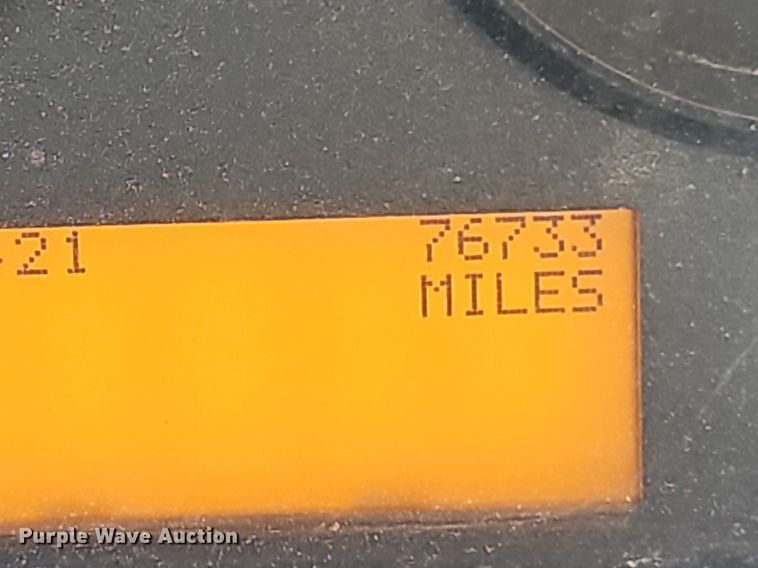 -21 76733
MILES
Purple Wave Auction